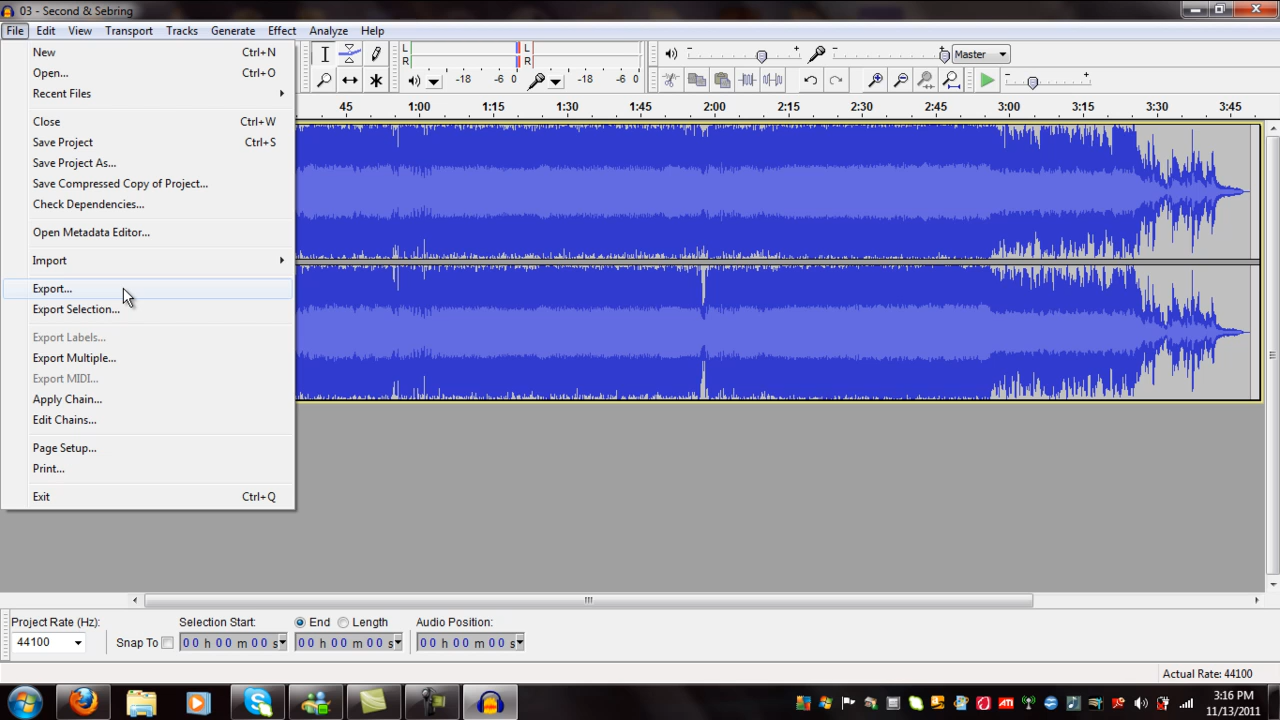 03 - Second & Sebring
File Edit View Transport Tracks Generate Effect Analyze Help
New Ctrl+N
Open... Ctrl+O
Recent Files
Close Ctrl+W
Save Project Ctrl+S
Save Project As...
Save Compressed Copy of Project...
Check Dependencies...
Open Metadata Editor...
Import
Export...
Export Selection...
Export Labels...
Export Multiple...
Export MIDI...
Apply Chain...
Edit Chains...
Page Setup...
Print...
Exit Ctrl+Q
L L
R R
-18 -6 0 -18 -6 0
Master
45 1:00 1:15 1:30 1:45 2:00 2:15 2:30 2:45 3:00 3:15 3:30 3:45
Project Rate (Hz): Selection Start: End Length Audio Position:
44100 Snap To 00 h 00 m 00 s 00 h 00 m 00 s 00 h 00 m 00 s
Actual Rate: 44100
ATI
3:16 PM
11/13/2011